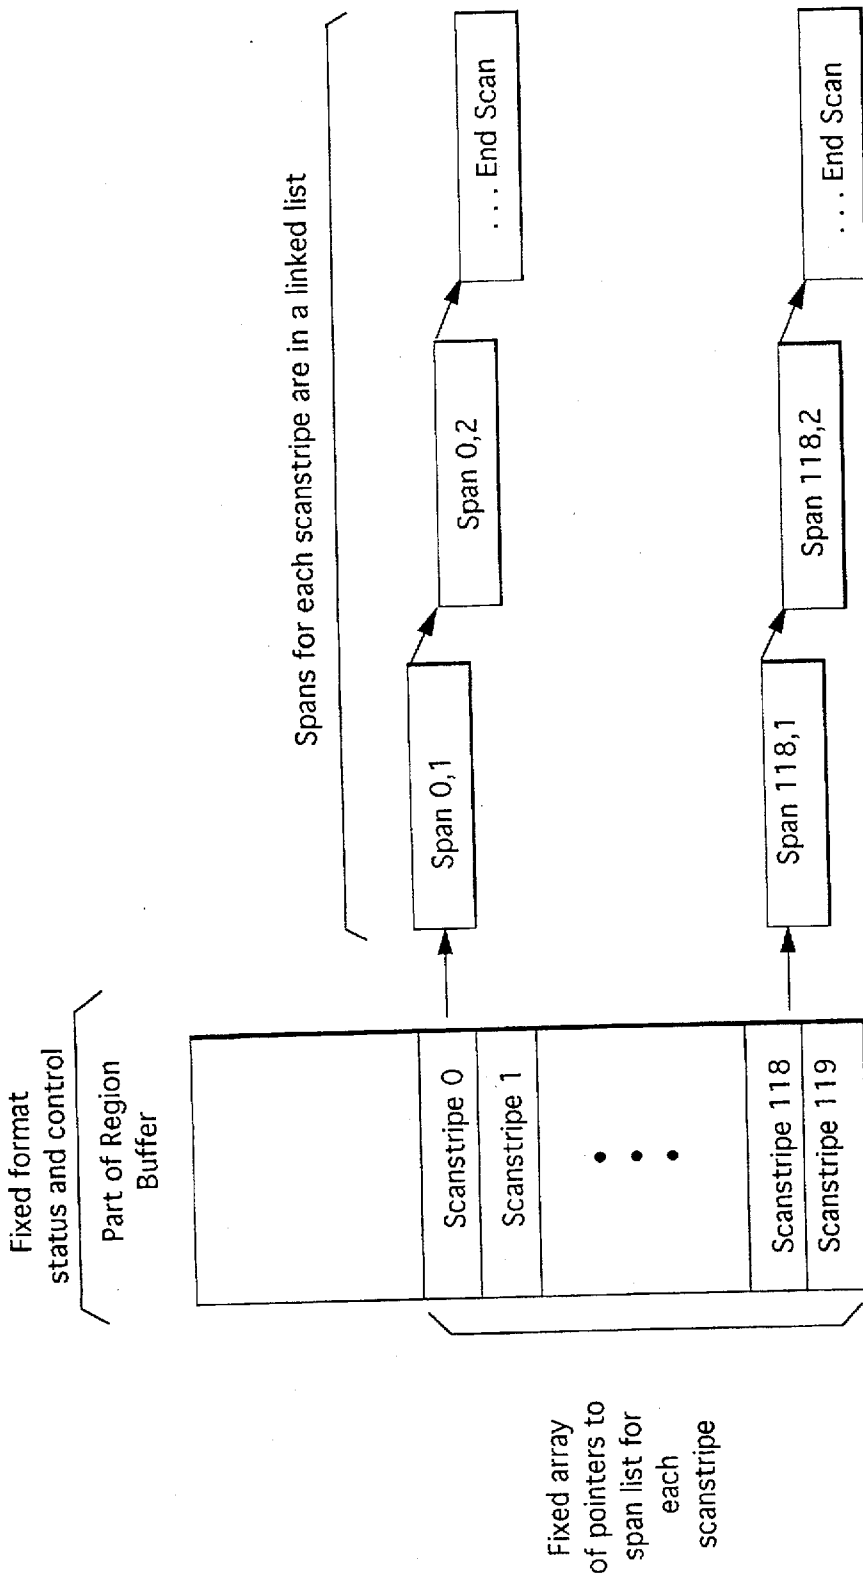 Fixed format
status and control
Part of Region
Buffer
Spans for each scanstripe are in a linked list
Scanstripe 0
Span 0,1
Span 0,2
. . . . End Scan
Scanstripe 1
• • •
Scanstripe 118
Span 118,1
Span 118,2
. . . . End Scan
Scanstripe 119
Fixed array
of pointers to
span list for
each
scanstripe